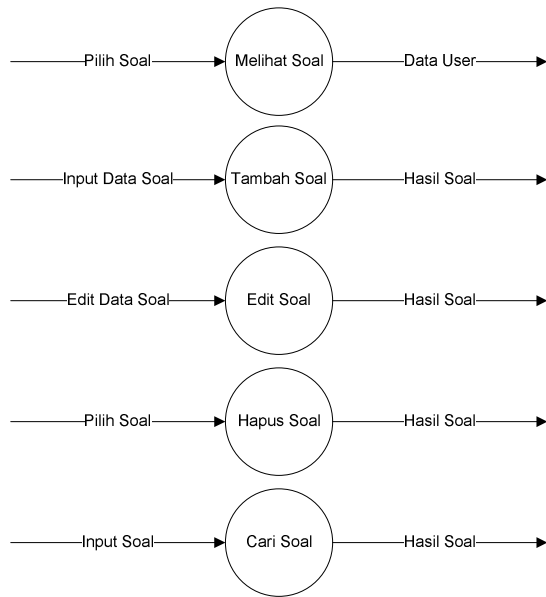 Pilih Soal Melihat Soal Data User
Input Data Soal Tambah Soal Hasil Soal
Edit Data Soal Edit Soal Hasil Soal
Pilih Soal Hapus Soal Hasil Soal
Input Soal Cari Soal Hasil Soal